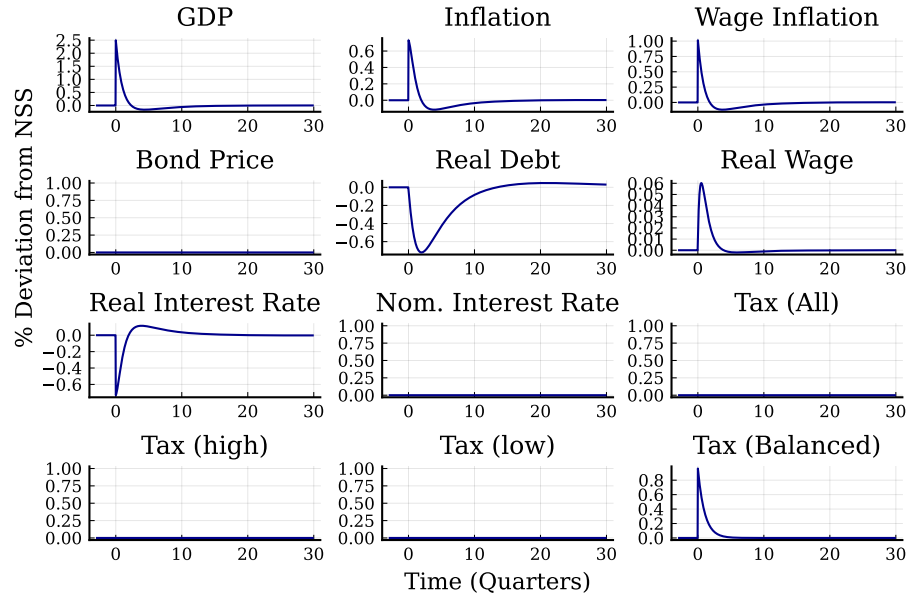 GDP
2.5
2.0
1.5
1.0
0.5
0.0
0 10 20 30
Inflation
0.6
0.4
0.2
0.0
0 10 20 30
Wage Inflation
1.00
0.75
0.50
0.25
0.00
0 10 20 30
% Deviation from NSS
Bond Price
1.00
0.75
0.50
0.25
0.00
0 10 20 30
Real Debt
0.0
−0.2
−0.4
−0.6
0 10 20 30
Real Wage
0.06
0.05
0.04
0.03
0.02
0.01
0.00
0 10 20 30
Real Interest Rate
0.0
−0.2
−0.4
−0.6
0 10 20 30
Nom. Interest Rate
1.00
0.75
0.50
0.25
0.00
0 10 20 30
Tax (All)
1.00
0.75
0.50
0.25
0.00
0 10 20 30
Tax (high)
1.00
0.75
0.50
0.25
0.00
0 10 20 30
Tax (low)
1.00
0.75
0.50
0.25
0.00
0 10 20 30
Tax (Balanced)
0.8
0.6
0.4
0.2
0.0
0 10 20 30
Time (Quarters)